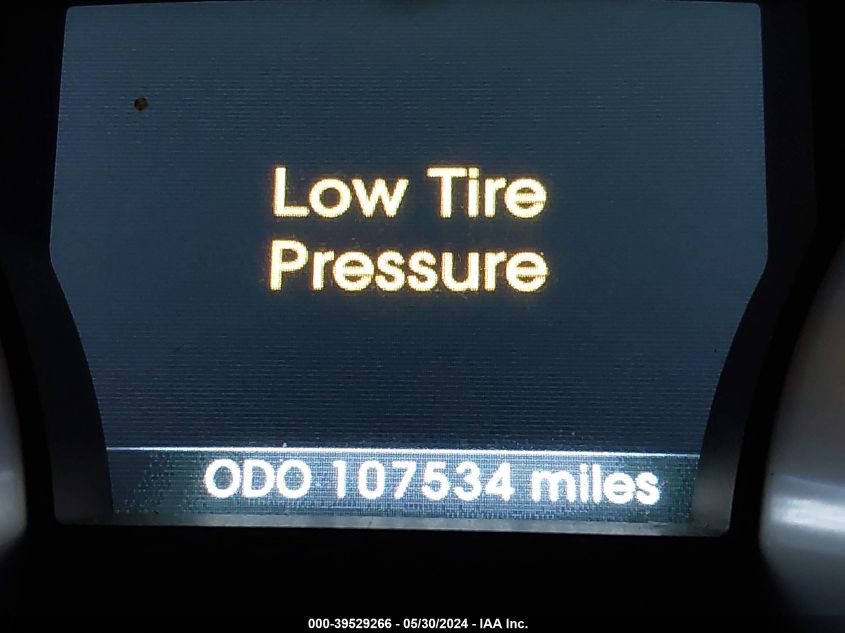 Low Tire
Pressure
ODO 107534 miles
000-39529266 - 05/30/2024 - IAA Inc.